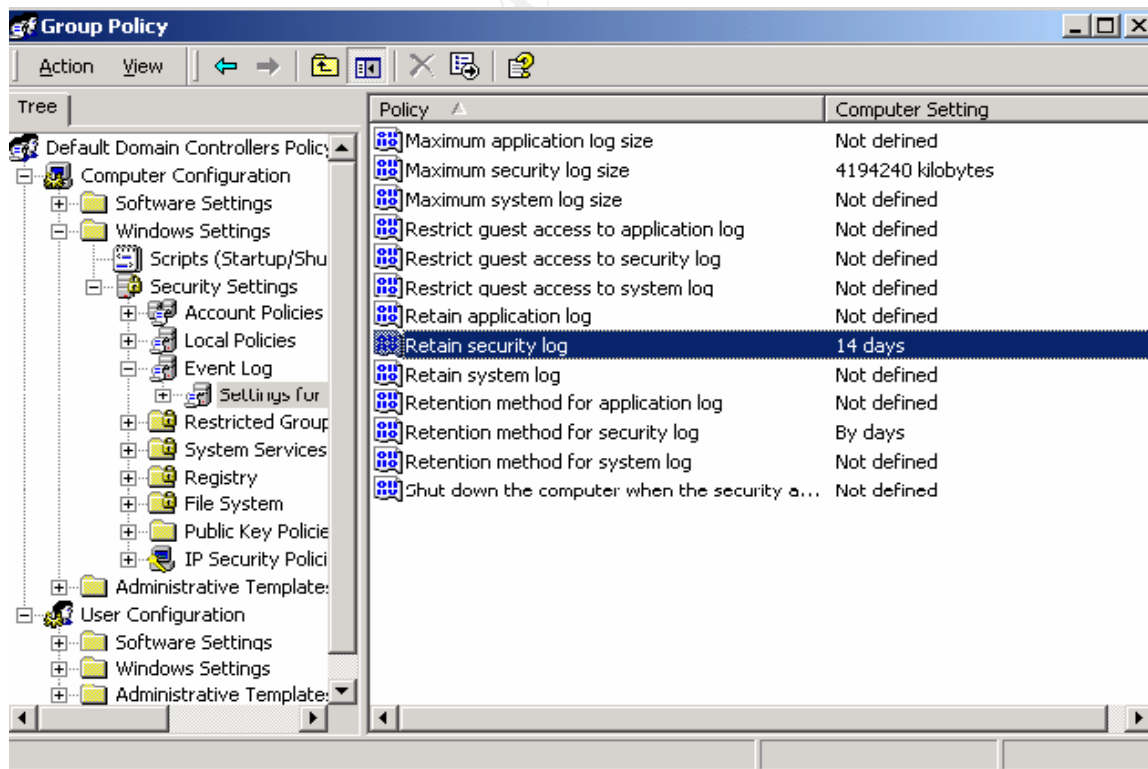 Group Policy
Action View
Tree
Policy Computer Setting
Default Domain Controllers Policy
Computer Configuration
Software Settings
Windows Settings
Scripts (Startup/Shu
Security Settings
Account Policies
Local Policies
Event Log
Settings for
Restricted Group
System Services
Registry
File System
Public Key Policie
IP Security Polici
Administrative Template
User Configuration
Software Settings
Windows Settings
Administrative Template
Maximum application log size Not defined
Maximum security log size 4194240 kilobytes
Maximum system log size Not defined
Restrict guest access to application log Not defined
Restrict guest access to security log Not defined
Restrict guest access to system log Not defined
Retain application log Not defined
Retain security log 14 days
Retain system log Not defined
Retention method for application log Not defined
Retention method for security log By days
Retention method for system log Not defined
Shut down the computer when the security a... Not defined